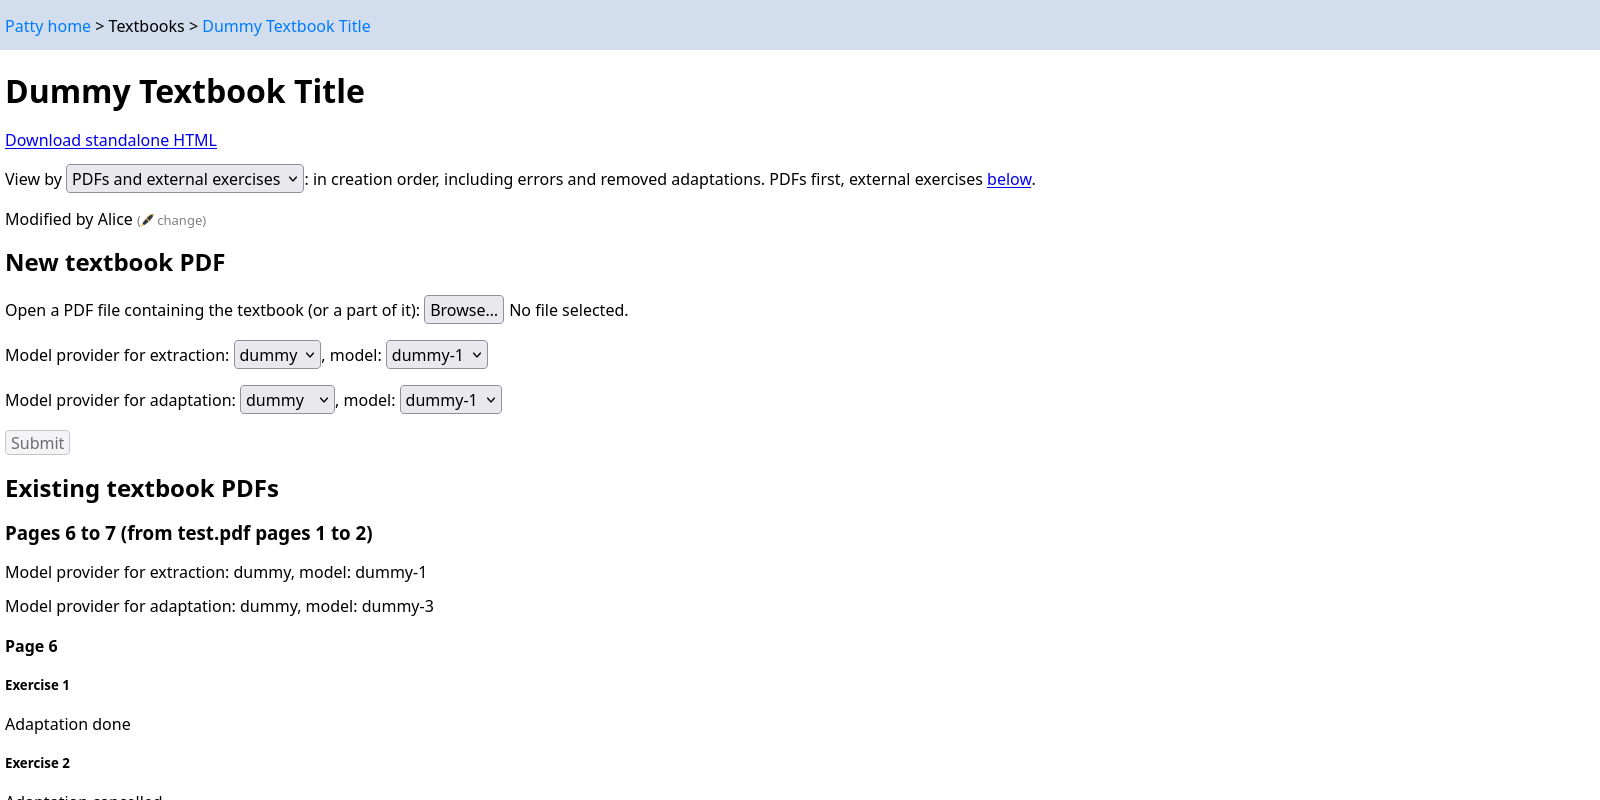 Patty home > Textbooks > Dummy Textbook Title
Dummy Textbook Title
Download standalone HTML
View by PDFs and external exercises : in creation order, including errors and removed adaptations. PDFs first, external exercises below.
Modified by Alice (🖋 change)
New textbook PDF
Open a PDF file containing the textbook (or a part of it): Browse... No file selected.
Model provider for extraction: dummy , model: dummy-1
Model provider for adaptation: dummy , model: dummy-1
Submit
Existing textbook PDFs
Pages 6 to 7 (from test.pdf pages 1 to 2)
Model provider for extraction: dummy, model: dummy-1
Model provider for adaptation: dummy, model: dummy-3
Page 6
Exercise 1
Adaptation done
Exercise 2
Adaptation cancelled